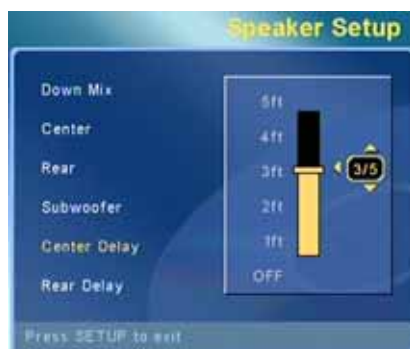 Speaker Setup
Down Mix
Center
Rear
Subwoofer
Center Delay
Rear Delay
5ft
4ft
3ft
2ft
1ft
OFF
3/5
Press SETUP to exit